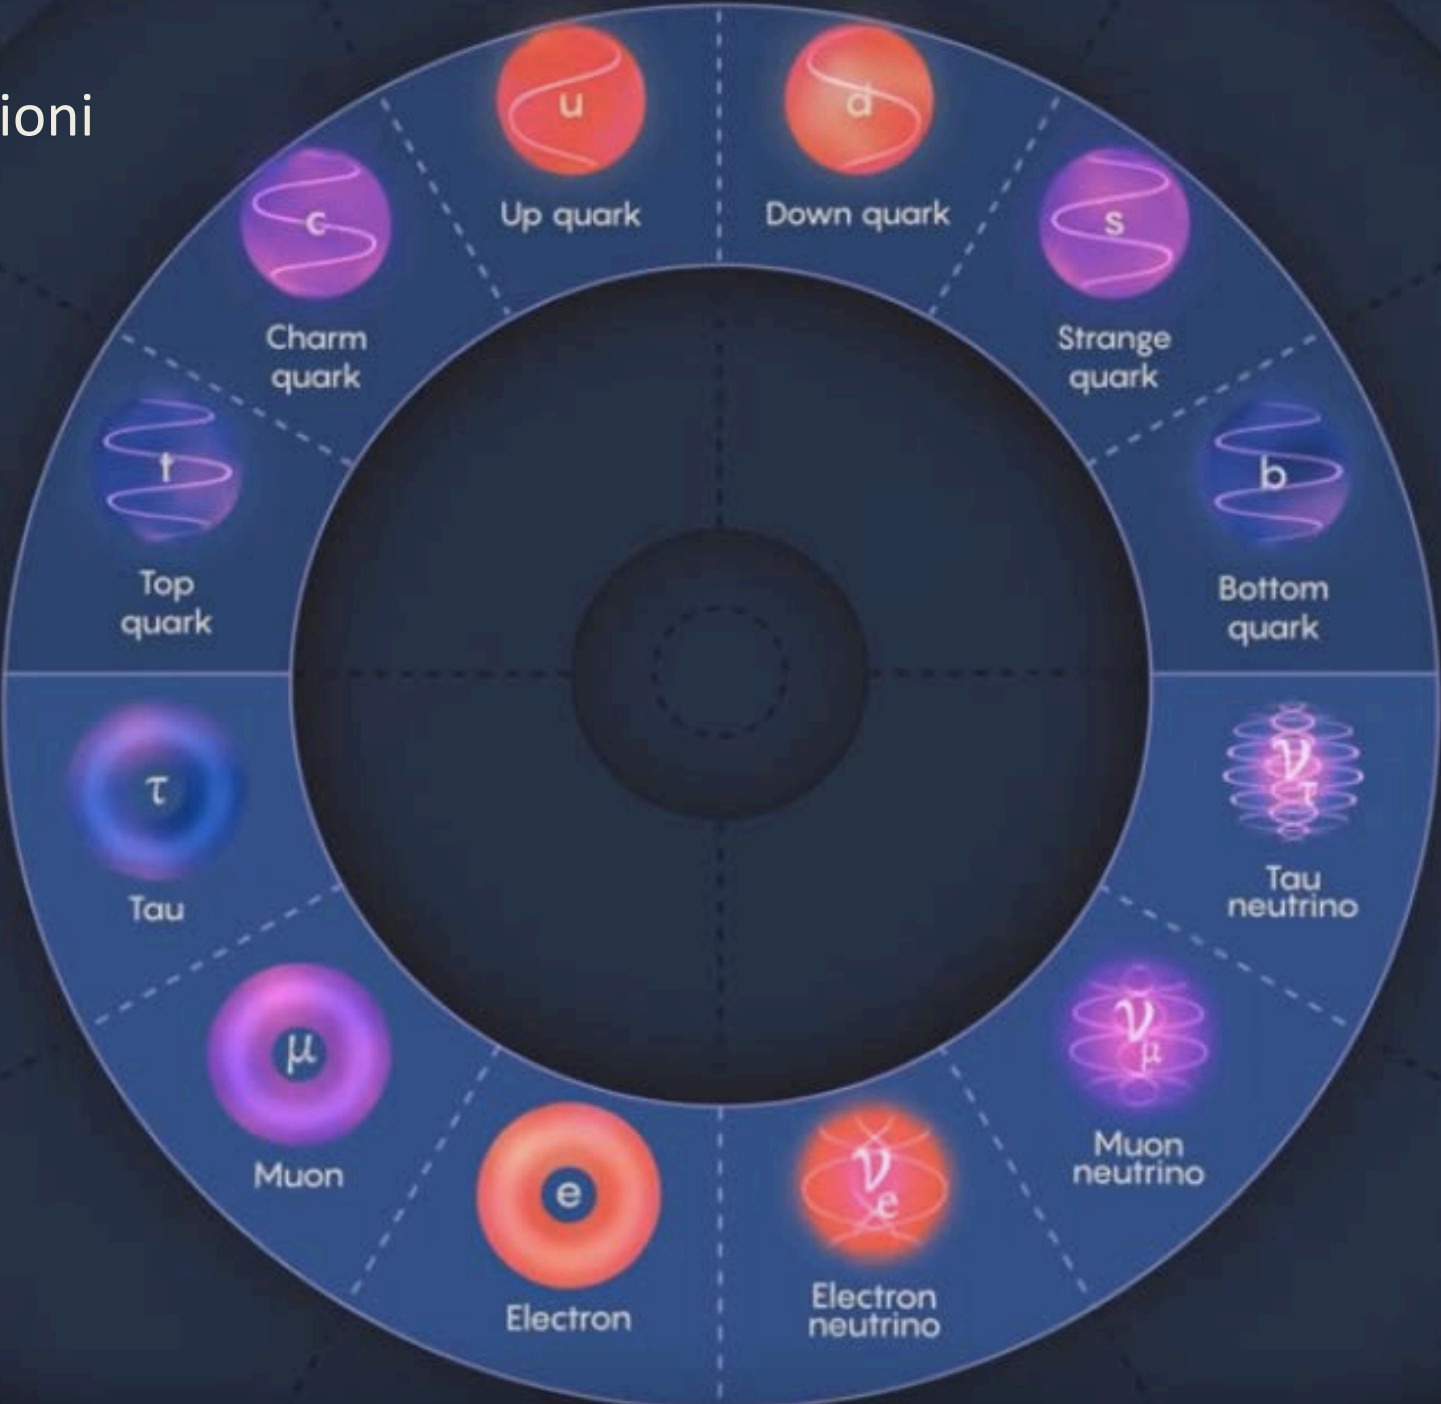 ioni
u
Up quark
d
Down quark
c
Charm
quark
s
Strange
quark
t
Top
quark
b
Bottom
quark
τ
Tau
ν
τ
Tau
neutrino
μ
Muon
ν
μ
Muon
neutrino
e
Electron
ν
e
Electron
neutrino